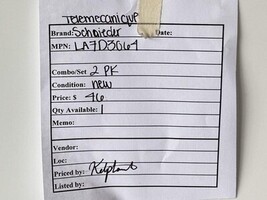 Telemecanique
Brand: Schnieder Date:
MPN: LA7D3064
Combo/Set 2 PK
Condition: new
Price: $ 46
Qty Available: 1
Memo:
Vendor:
Loc:
Priced by:
Listed by: